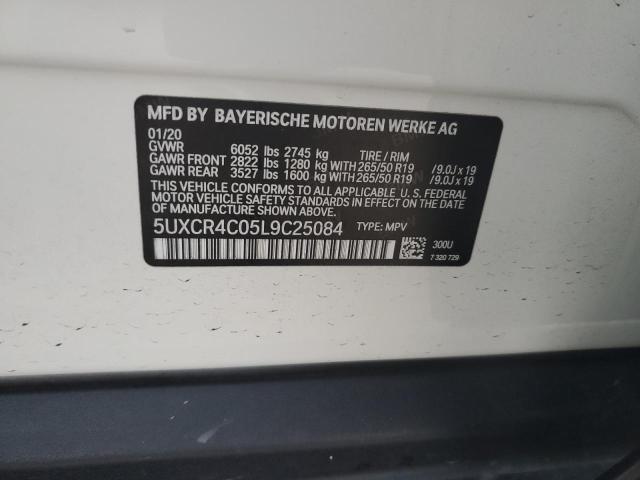 MFD BY BAYERISCHE MOTOREN WERKE AG
01/20
GVWR 6052 lbs 2745 kg TIRE / RIM
GAWR FRONT 2822 lbs 1280 kg WITH 265/50 R19 /9.0J x 19
GAWR REAR 3527 lbs 1600 kg WITH 265/50 R19 /9.0J x 19
THIS VEHICLE CONFORMS TO ALL APPLICABLE U. S. FEDERAL
MOTOR VEHICLE SAFETY STANDARDS IN EFFECT ON THE
DATE OF MANUFACTURE SHOWN ABOVE.
5UXCR4C05L9C25084 TYPE: MPV
300U
7 320 729